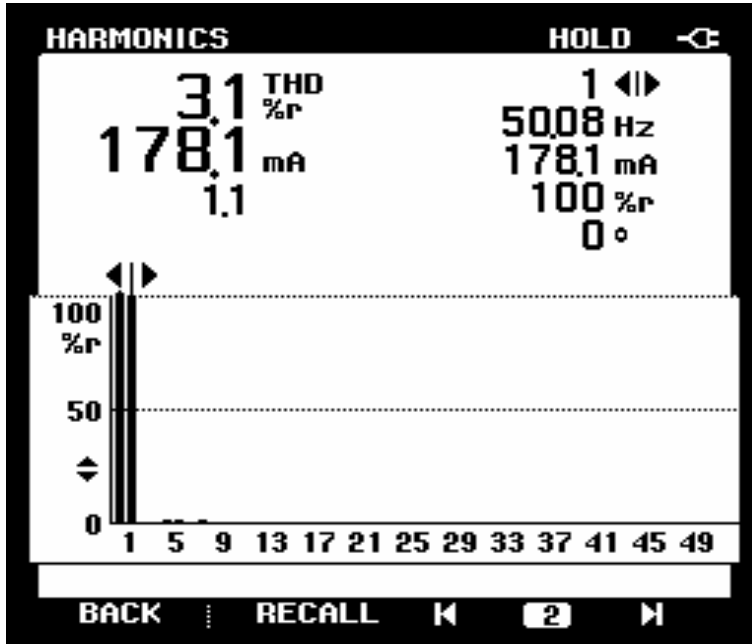 HARMONICS HOLD
3.1 THD %r
178.1 mA
1.1
1
50.08 Hz
178.1 mA
100 %r
0 °
100
%r
50
0
1 5 9 13 17 21 25 29 33 37 41 45 49
BACK RECALL 2